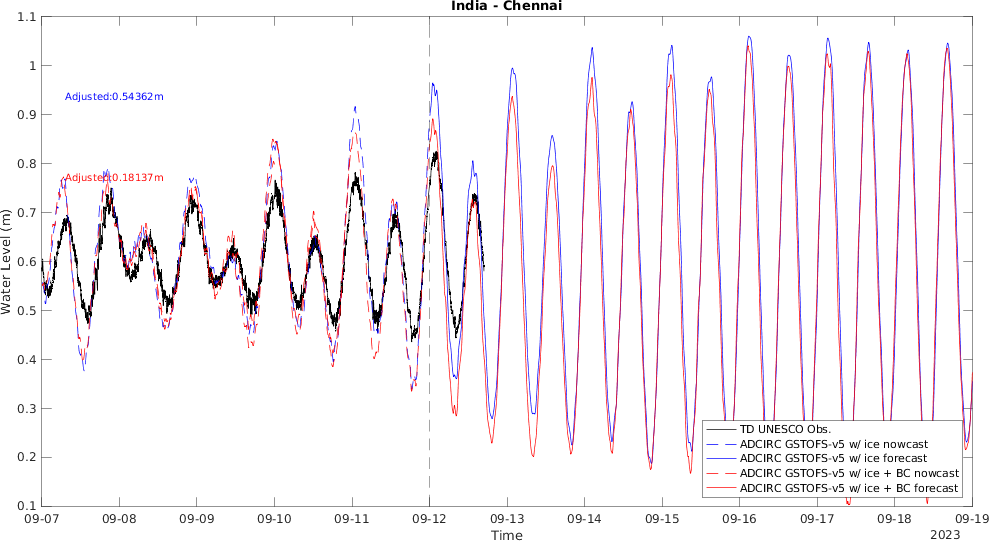 India - Chennai
Water Level (m)
1.1
1
0.9
0.8
0.7
0.6
0.5
0.4
0.3
0.2
0.1
Adjusted:0.54362m
Adjusted:0.18137m
TD UNESCO Obs.
ADCIRC GSTOFS-v5 w/ ice nowcast
ADCIRC GSTOFS-v5 w/ ice forecast
ADCIRC GSTOFS-v5 w/ ice + BC nowcast
ADCIRC GSTOFS-v5 w/ ice + BC forecast
09-07 09-08 09-09 09-10 09-11 09-12 09-13 09-14 09-15 09-16 09-17 09-18 09-19
Time
2023